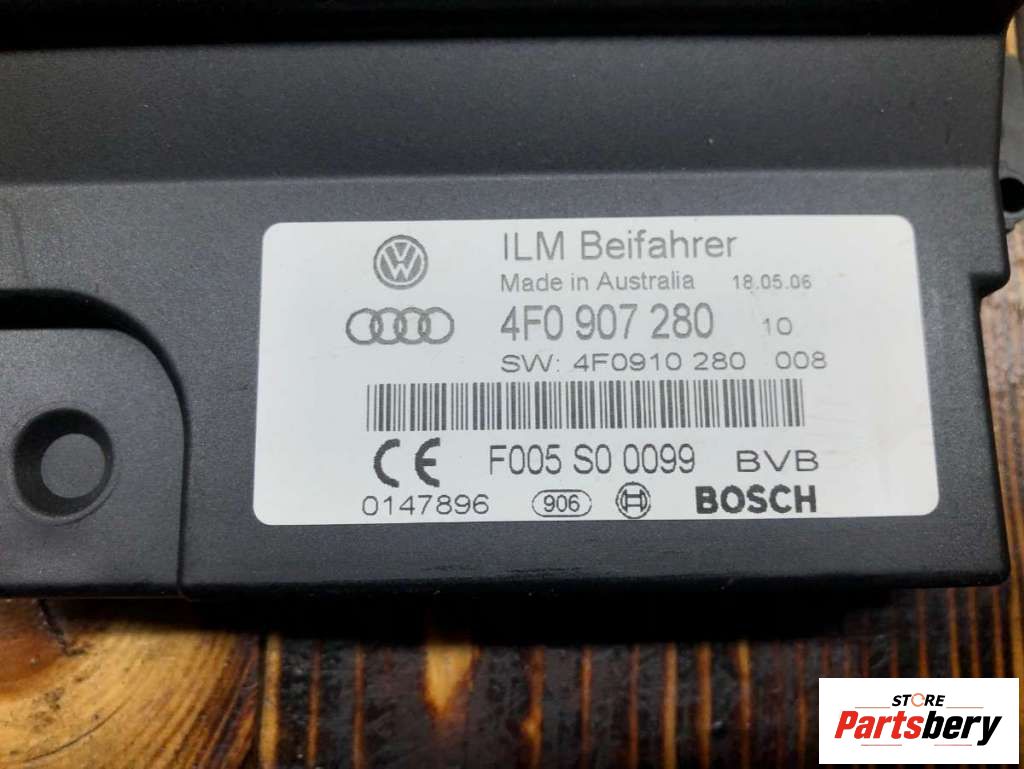 ILM Beifahrer
Made in Australia 18.05.06
4F0 907 280 10
SW: 4F0910 280 008
F005 S0 0099 BVB
0147896 906 BOSCH
STORE
Partsbery